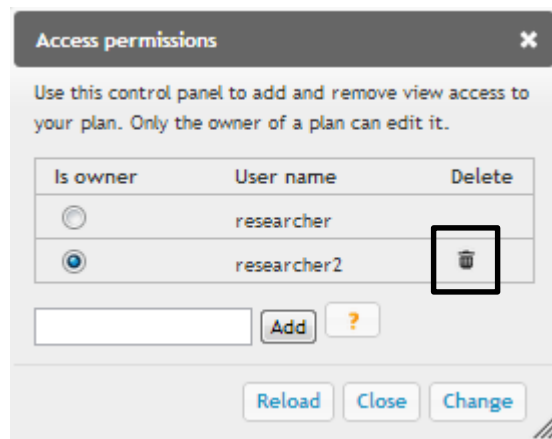 Access permissions
Use this control panel to add and remove view access to
your plan. Only the owner of a plan can edit it.
Is owner User name Delete
researcher
researcher2
Add ?
Reload Close Change